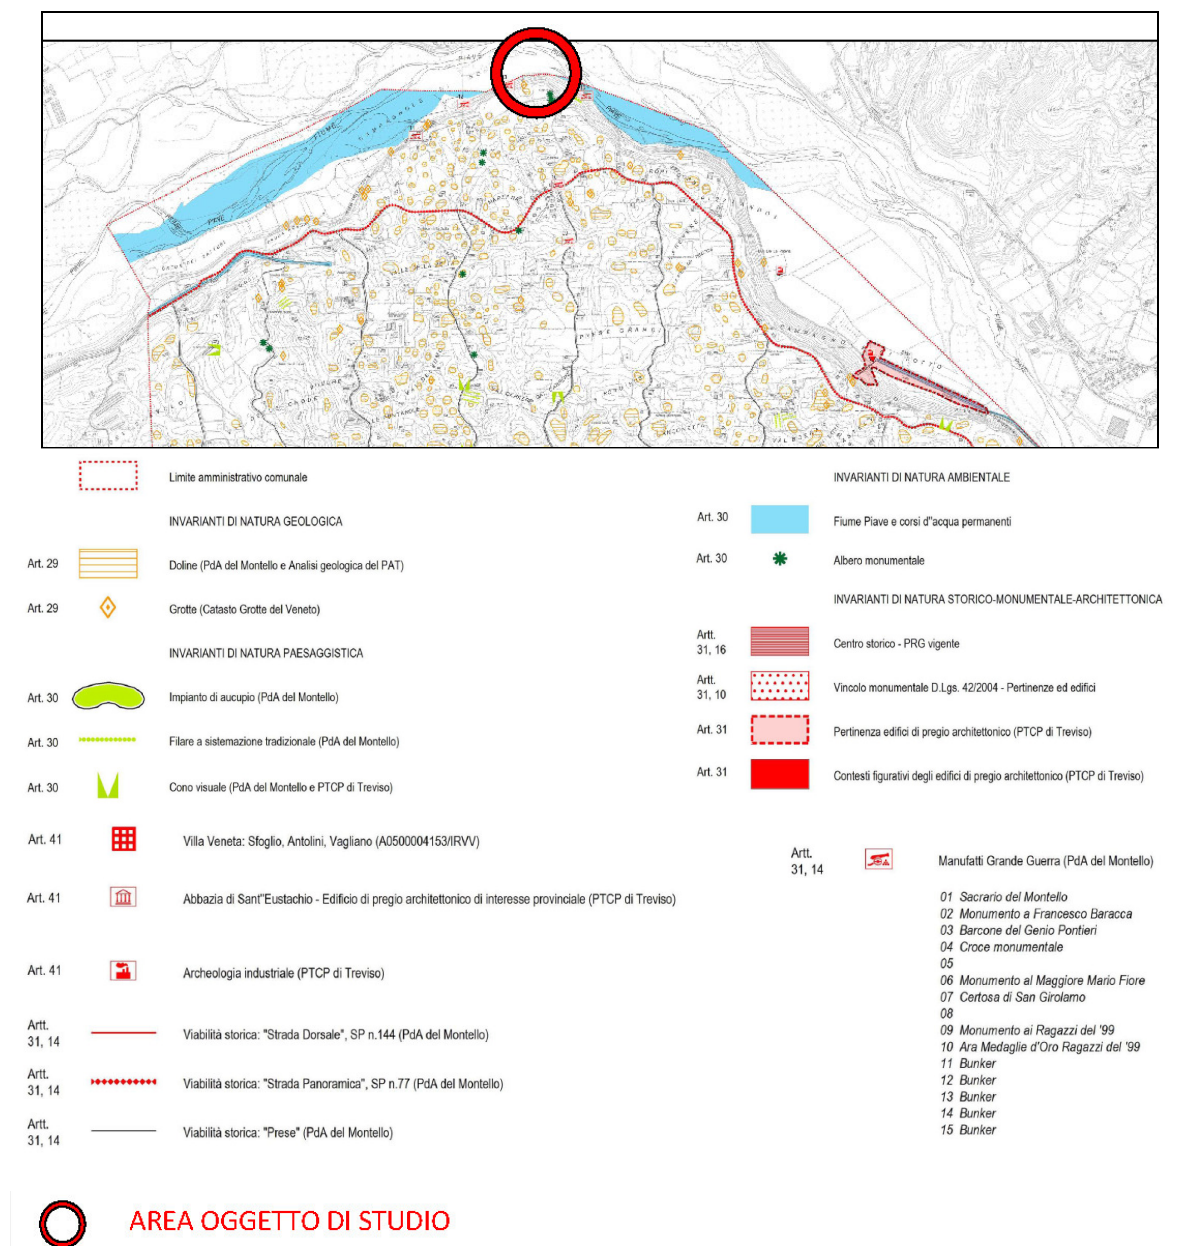 FIUME
PIAVE
Limite amministrativo comunale
INVARIANTI DI NATURA GEOLOGICA
Art. 29 Doline (PdA del Montello e Analisi geologica del PAT)
Art. 29 Grotte (Catasto Grotte del Veneto)
INVARIANTI DI NATURA PAESAGGISTICA
Art. 30 Impianto di aucupio (PdA del Montello)
Art. 30 Filare a sistemazione tradizionale (PdA del Montello)
Art. 30 Cono visuale (PdA del Montello e PTCP di Treviso)
Art. 41 Villa Veneta: Sfoglio, Antolini, Vagliano (A0500004153/IRVV)
Art. 41 Abbazia di Sant"Eustachio - Edificio di pregio architettonico di interesse provinciale (PTCP di Treviso)
Art. 41 Archeologia industriale (PTCP di Treviso)
Artt.
31, 14 Viabilità storica: "Strada Dorsale", SP n.144 (PdA del Montello)
Artt.
31, 14 Viabilità storica: "Strada Panoramica", SP n.77 (PdA del Montello)
Artt.
31, 14 Viabilità storica: "Prese" (PdA del Montello)
INVARIANTI DI NATURA AMBIENTALE
Art. 30 Fiume Piave e corsi d"acqua permanenti
Art. 30 Albero monumentale
INVARIANTI DI NATURA STORICO-MONUMENTALE-ARCHITETTONICA
Artt.
31, 16 Centro storico - PRG vigente
Artt.
31, 10 Vincolo monumentale D.Lgs. 42/2004 - Pertinenze ed edifici
Art. 31 Pertinenza edifici di pregio architettonico (PTCP di Treviso)
Art. 31 Contesti figurativi degli edifici di pregio architettonico (PTCP di Treviso)
Artt.
31, 14 Manufatti Grande Guerra (PdA del Montello)
01 Sacrario del Montello
02 Monumento a Francesco Baracca
03 Barcone del Genio Pontieri
04 Croce monumentale
05
06 Monumento al Maggiore Mario Fiore
07 Certosa di San Girolamo
08
09 Monumento ai Ragazzi del '99
10 Ara Medaglie d'Oro Ragazzi del '99
11 Bunker
12 Bunker
13 Bunker
14 Bunker
15 Bunker
AREA OGGETTO DI STUDIO